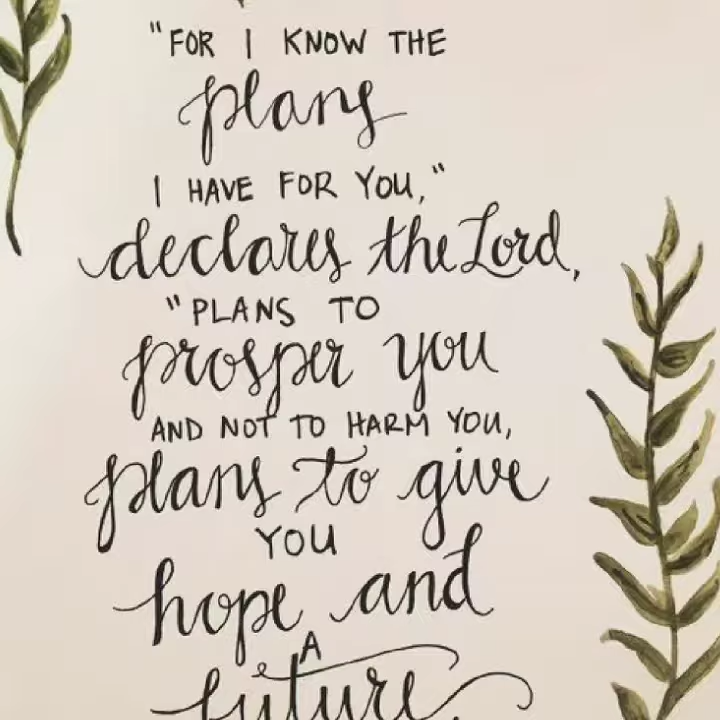 "FOR I KNOW THE
plans
I HAVE FOR YOU,"
declares the Lord,
"PLANS TO
prosper you
AND NOT TO HARM YOU,
plans to give
YOU
hope and
A
future.